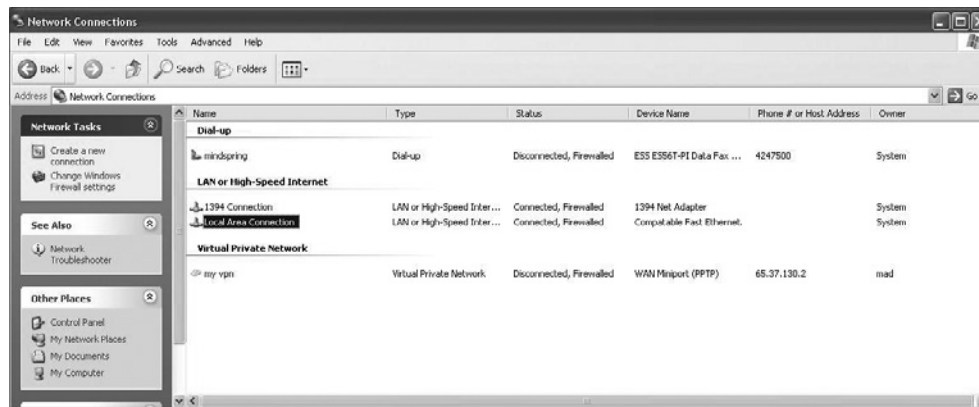 Network Connections
File Edit View Favorites Tools Advanced Help
Back Search Folders
Address Network Connections Go
Name Type Status Device Name Phone # or Host Address Owner
Network Tasks
Create a new
connection
Change Windows
Firewall settings
See Also
Network
Troubleshooter
Other Places
Control Panel
My Network Places
My Documents
My Computer
Dial-up
mindspring Dial-up Disconnected, Firewalled ESS ES56T-PI Data Fax ... 4247500 System
LAN or High-Speed Internet
1394 Connection LAN or High-Speed Inter... Connected, Firewalled 1394 Net Adapter System
Local Area Connection LAN or High-Speed Inter... Connected, Firewalled Compatable Fast Ethernet. System
Virtual Private Network
my vpn Virtual Private Network Disconnected, Firewalled WAN Miniport (PPTP) 65.37.130.2 mad